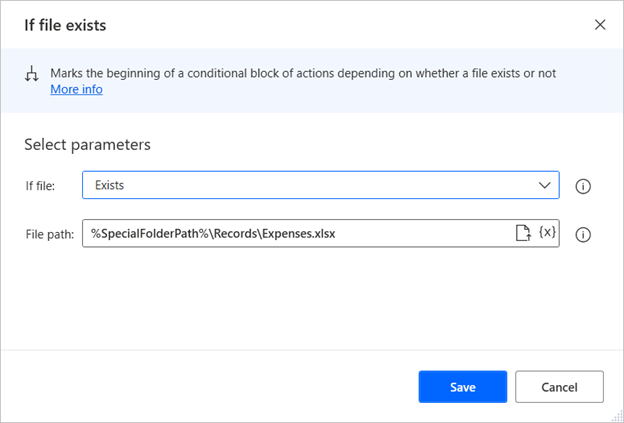 If file exists
Marks the beginning of a conditional block of actions depending on whether a file exists or not
More info
Select parameters
If file: Exists
File path: %SpecialFolderPath%\Records\Expenses.xlsx {x}
Save Cancel